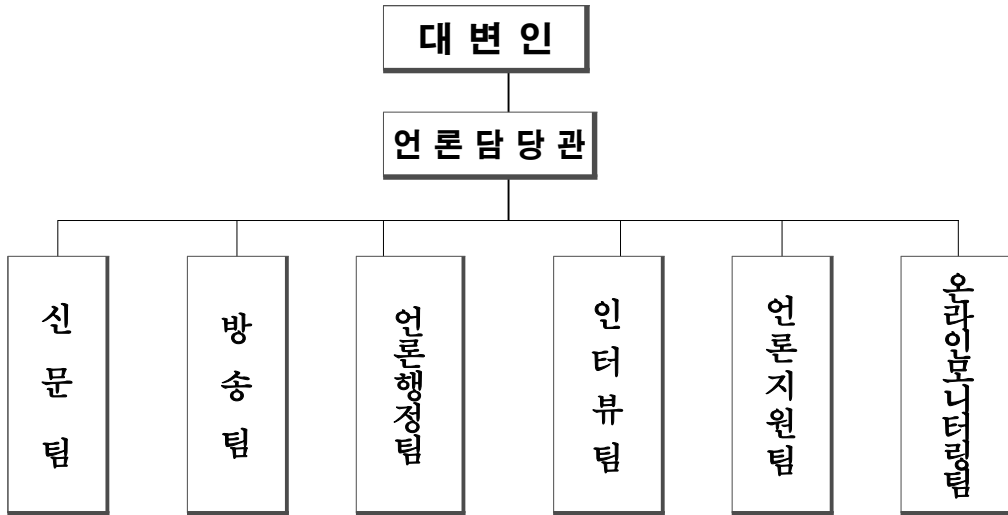 대 변 인
언 론 담 당 관
신문팀
방송팀
언론행정팀
인터뷰팀
언론지원팀
온라인모니터링팀